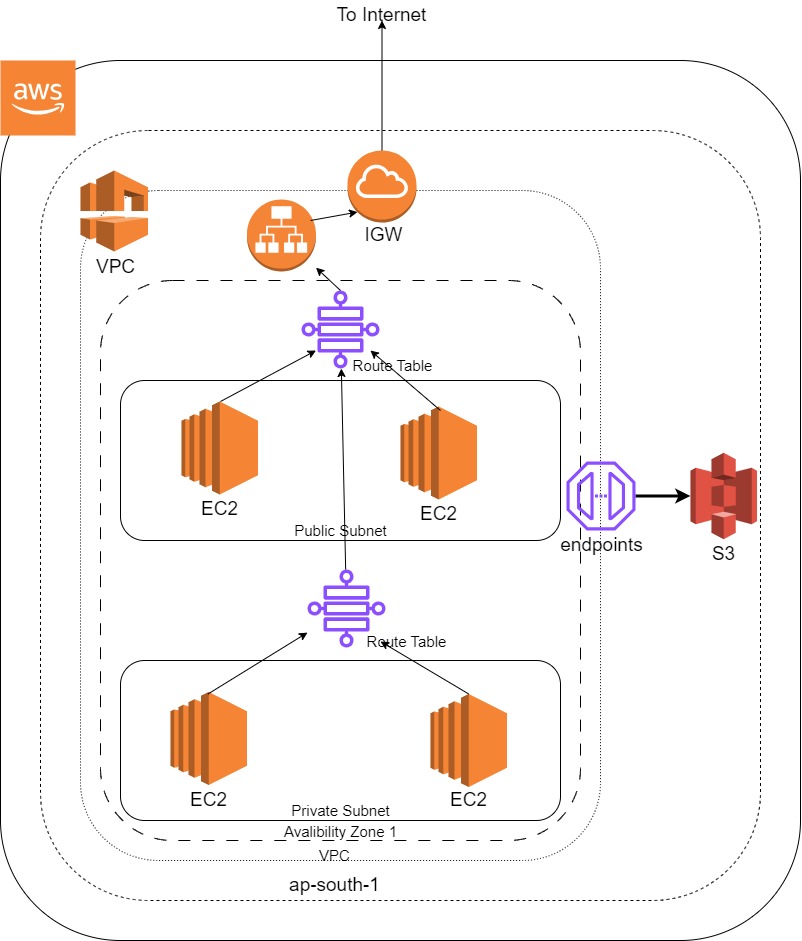 To Internet
aws
IGW
VPC
Route Table
EC2
EC2
Public Subnet
endpoints
S3
Route Table
EC2
EC2
Private Subnet
Avalibility Zone 1
VPC
ap-south-1